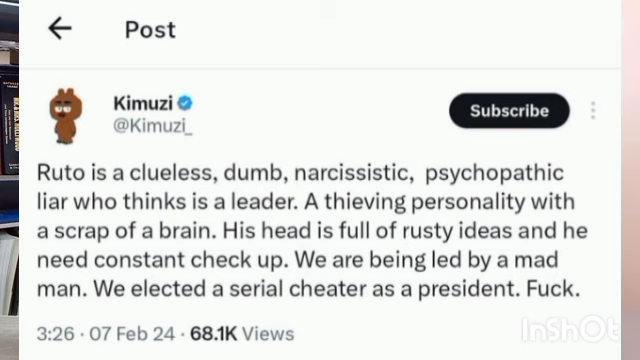 Post
Kimuzi
@Kimuzi_
Subscribe
Ruto is a clueless, dumb, narcissistic, psychopathic
liar who thinks is a leader. A thieving personality with
a scrap of a brain. His head is full of rusty ideas and he
need constant check up. We are being led by a mad
man. We elected a serial cheater as a president. Fuck.
3:26 · 07 Feb 24 · 68.1K Views
InShOt